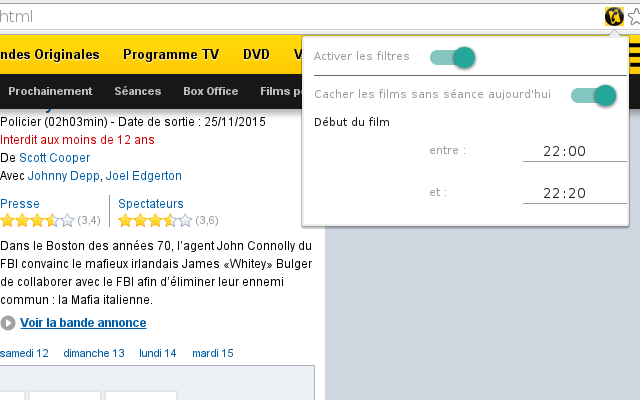 html
ndes Originales Programme TV DVD V
Prochainement Séances Box Office Films p
Policier (02h03min) - Date de sortie : 25/11/2015
Interdit aux moins de 12 ans
De Scott Cooper
Avec Johnny Depp, Joel Edgerton
Presse Spectateurs
(3,4) (3,6)
Dans le Boston des années 70, l'agent John Connolly du
FBI convainc le mafieux irlandais James «Whitey» Bulger
de collaborer avec le FBI afin d'éliminer leur ennemi
commun : la Mafia italienne.
Voir la bande annonce
samedi 12 dimanche 13 lundi 14 mardi 15
Activer les filtres
Cacher les films sans séance aujourd'hui
Début du film
entre : 22:00
et : 22:20